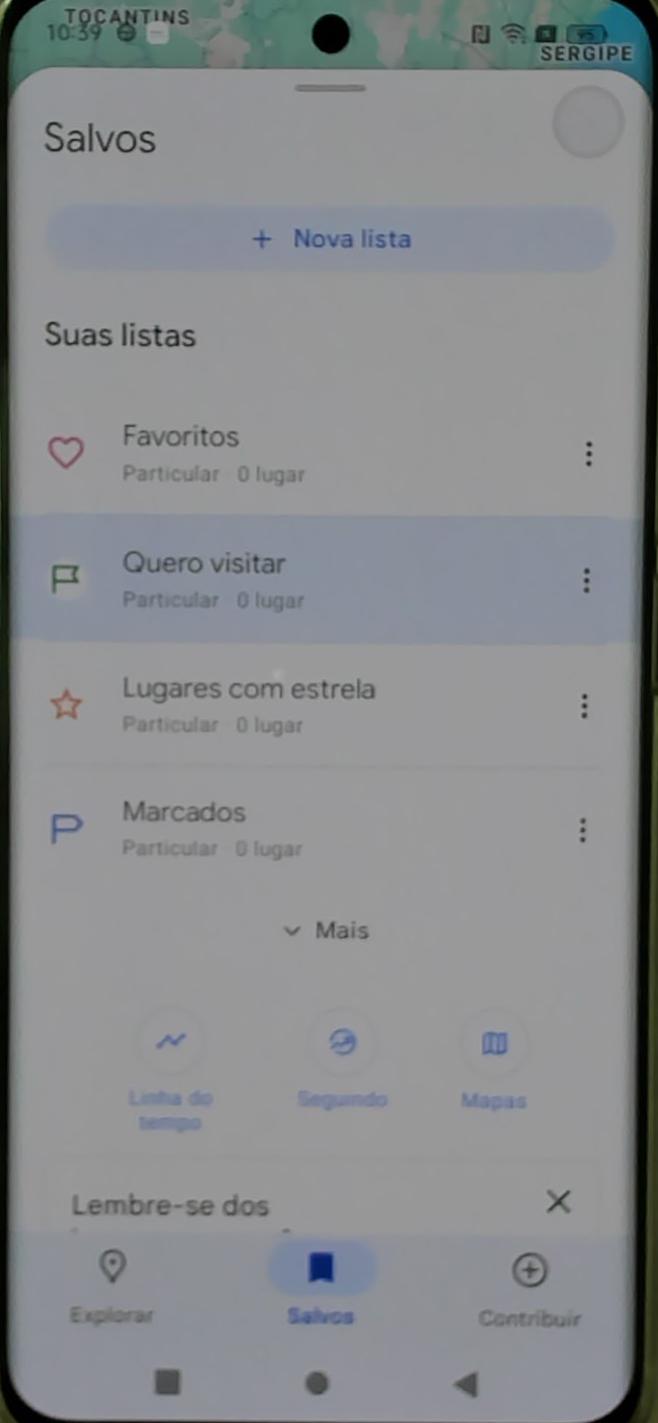 TOCANTINS
10:39
95
SERGIPE
Salvos
+ Nova lista
Suas listas
Favoritos
Particular · 0 lugar
Quero visitar
Particular · 0 lugar
Lugares com estrela
Particular · 0 lugar
Marcados
Particular · 0 lugar
Mais
Linha do
tempo
Seguindo
Mapas
Lembre-se dos
Explorar
Salvos
Contribuir